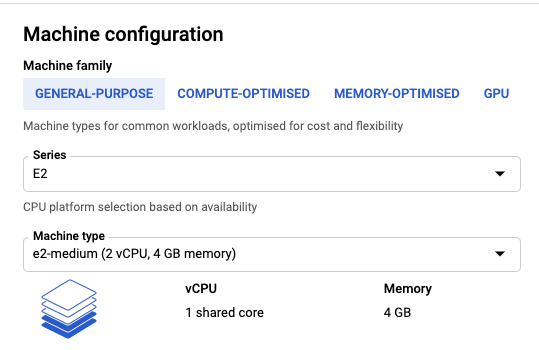 Machine configuration
Machine family
GENERAL-PURPOSE COMPUTE-OPTIMISED MEMORY-OPTIMISED GPU
Machine types for common workloads, optimised for cost and flexibility
Series
E2
CPU platform selection based on availability
Machine type
e2-medium (2 vCPU, 4 GB memory)
vCPU Memory
1 shared core 4 GB